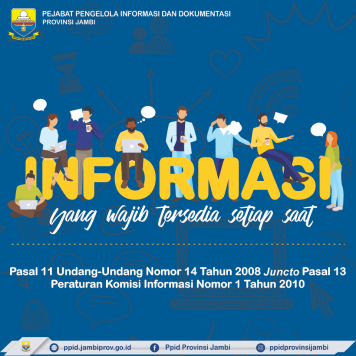 PEJABAT PENGELOLA INFORMASI DAN DOKUMENTASI
PROVINSI JAMBI
INFORMASI
yang wajib tersedia setiap saat
Pasal 11 Undang-Undang Nomor 14 Tahun 2008 Juncto Pasal 13
Peraturan Komisi Informasi Nomor 1 Tahun 2010
ppid.jambiprov.go.id
Ppid Provinsi Jambi
ppidprovinsijambi